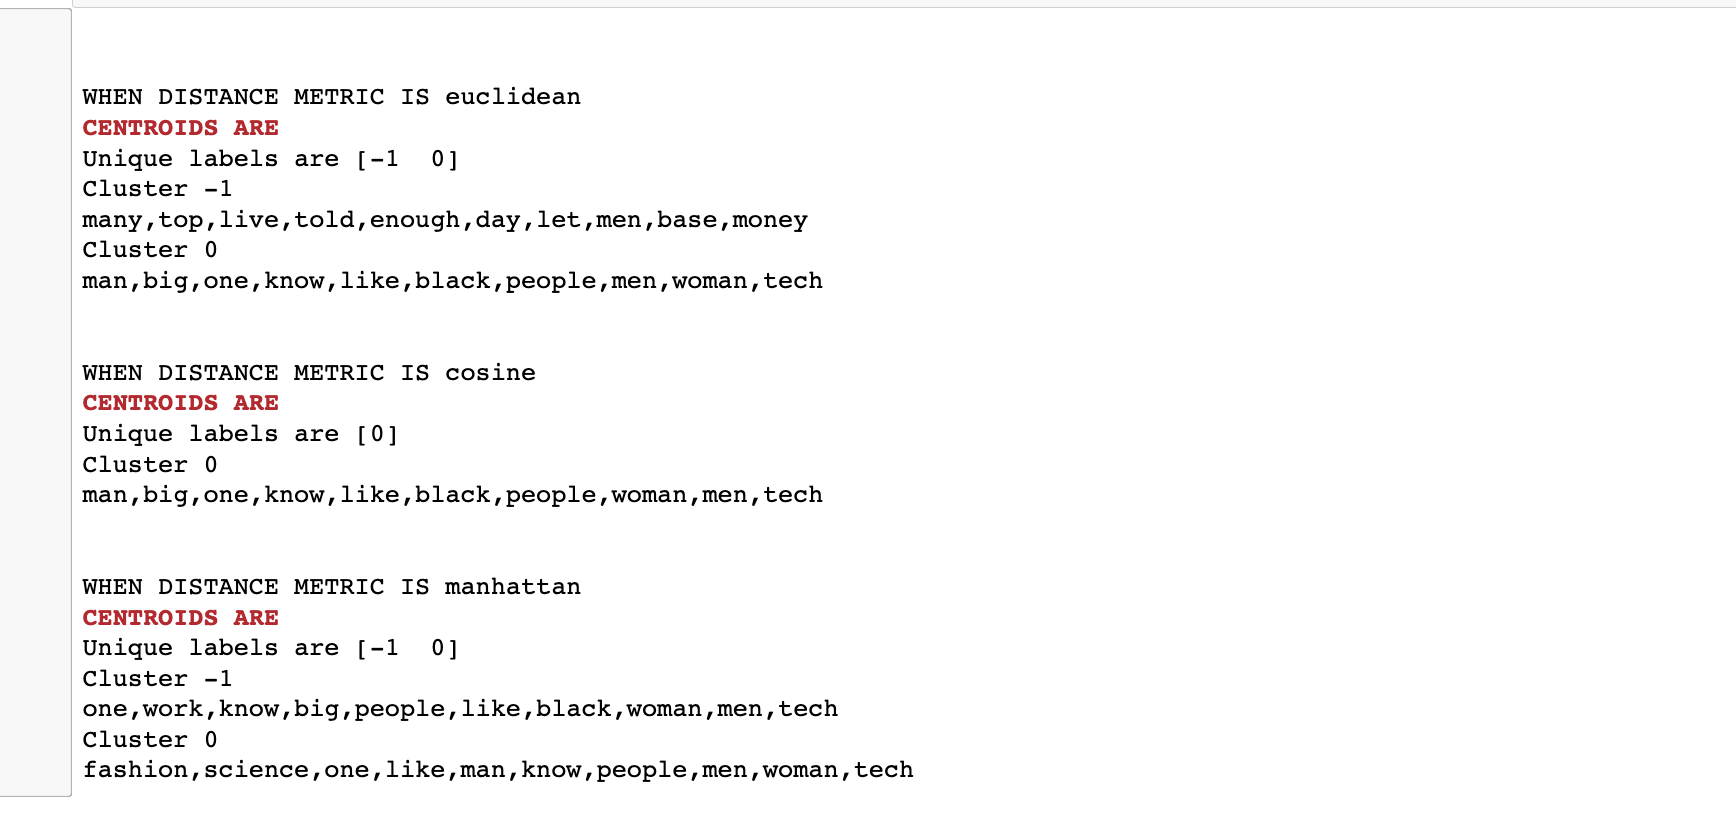 WHEN DISTANCE METRIC IS euclidean
CENTROIDS ARE
Unique labels are [-1  0]
Cluster -1
many,top,live,told,enough,day,let,men,base,money
Cluster 0
man,big,one,know,like,black,people,men,woman,tech
WHEN DISTANCE METRIC IS cosine
CENTROIDS ARE
Unique labels are [0]
Cluster 0
man,big,one,know,like,black,people,woman,men,tech
WHEN DISTANCE METRIC IS manhattan
CENTROIDS ARE
Unique labels are [-1  0]
Cluster -1
one,work,know,big,people,like,black,woman,men,tech
Cluster 0
fashion,science,one,like,man,know,people,men,woman,tech